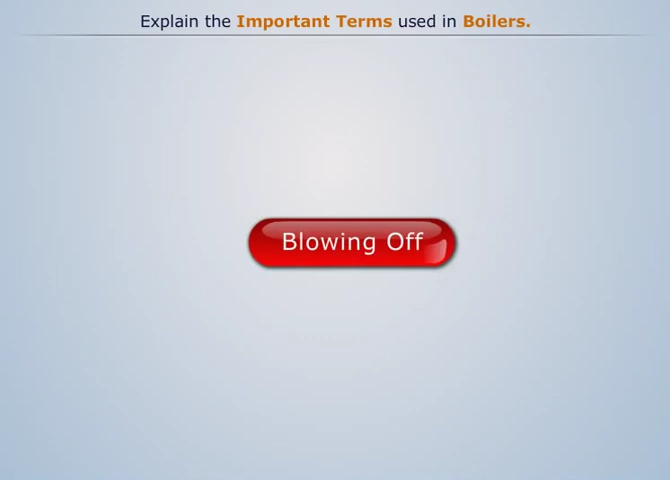 Explain the Important Terms used in Boilers.
Blowing Off